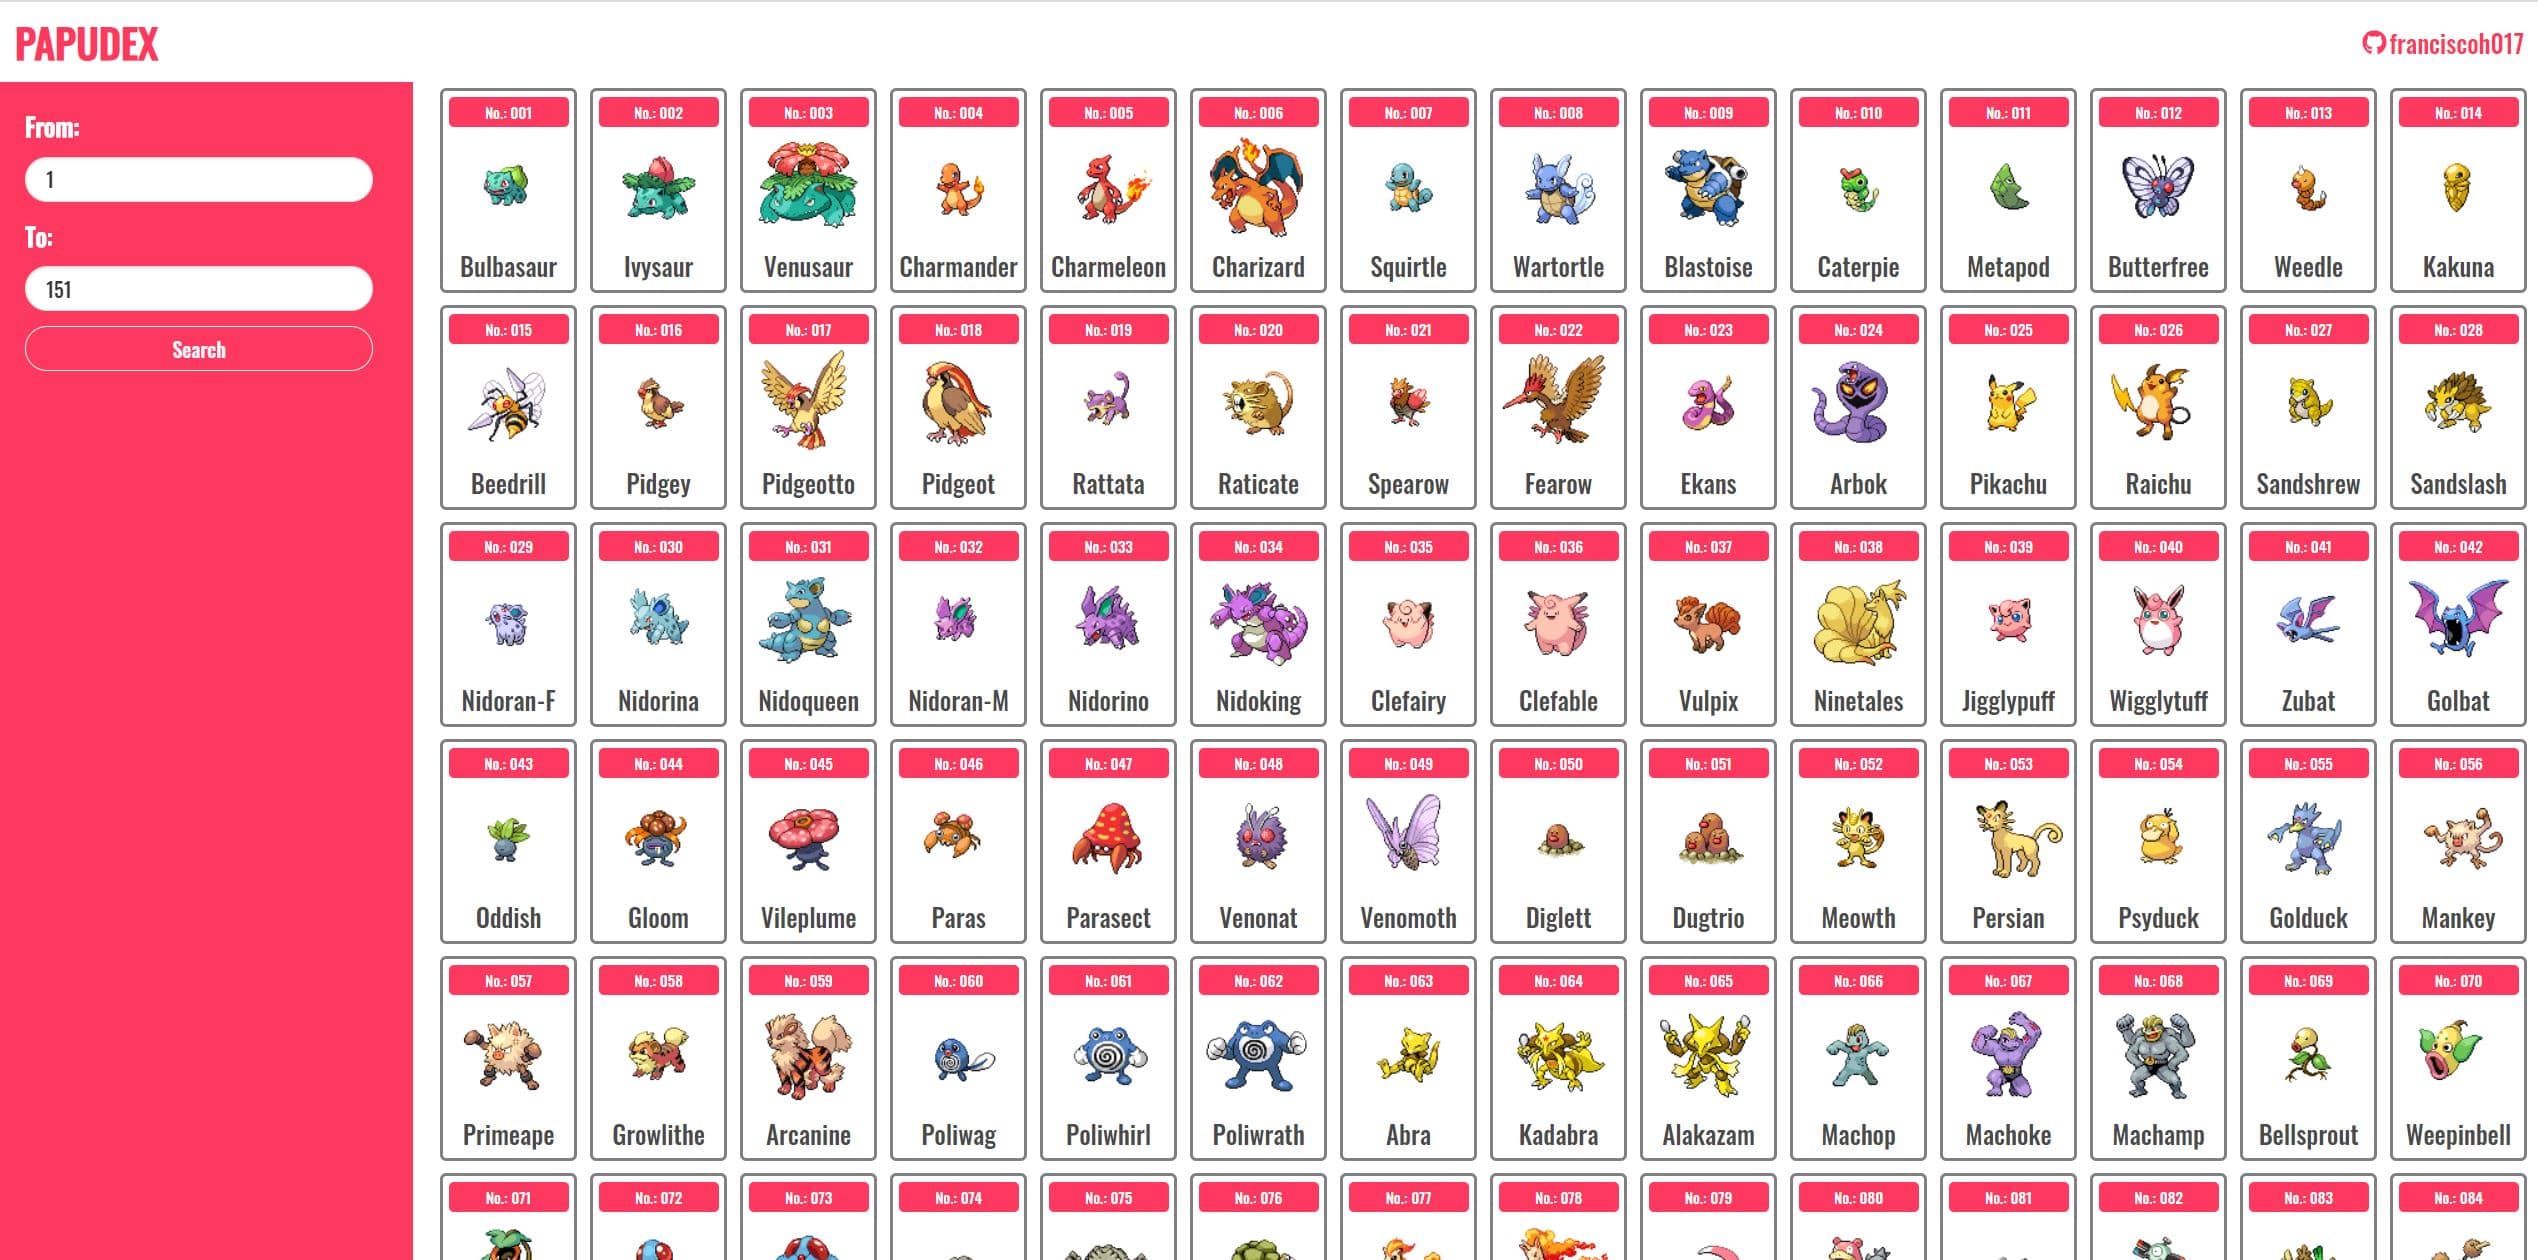 PAPUDEX
franciscoh017
From:
1
To:
151
Search
No.: 001 No.: 002 No.: 003 No.: 004 No.: 005 No.: 006 No.: 007 No.: 008 No.: 009 No.: 010 No.: 011 No.: 012 No.: 013 No.: 014
Bulbasaur Ivysaur Venusaur Charmander Charmeleon Charizard Squirtle Wartortle Blastoise Caterpie Metapod Butterfree Weedle Kakuna
No.: 015 No.: 016 No.: 017 No.: 018 No.: 019 No.: 020 No.: 021 No.: 022 No.: 023 No.: 024 No.: 025 No.: 026 No.: 027 No.: 028
Beedrill Pidgey Pidgeotto Pidgeot Rattata Raticate Spearow Fearow Ekans Arbok Pikachu Raichu Sandshrew Sandslash
No.: 029 No.: 030 No.: 031 No.: 032 No.: 033 No.: 034 No.: 035 No.: 036 No.: 037 No.: 038 No.: 039 No.: 040 No.: 041 No.: 042
Nidoran-F Nidorina Nidoqueen Nidoran-M Nidorino Nidoking Clefairy Clefable Vulpix Ninetales Jigglypuff Wigglytuff Zubat Golbat
No.: 043 No.: 044 No.: 045 No.: 046 No.: 047 No.: 048 No.: 049 No.: 050 No.: 051 No.: 052 No.: 053 No.: 054 No.: 055 No.: 056
Oddish Gloom Vileplume Paras Parasect Venonat Venomoth Diglett Dugtrio Meowth Persian Psyduck Golduck Mankey
No.: 057 No.: 058 No.: 059 No.: 060 No.: 061 No.: 062 No.: 063 No.: 064 No.: 065 No.: 066 No.: 067 No.: 068 No.: 069 No.: 070
Primeape Growlithe Arcanine Poliwag Poliwhirl Poliwrath Abra Kadabra Alakazam Machop Machoke Machamp Bellsprout Weepinbell
No.: 071 No.: 072 No.: 073 No.: 074 No.: 075 No.: 076 No.: 077 No.: 078 No.: 079 No.: 080 No.: 081 No.: 082 No.: 083 No.: 084